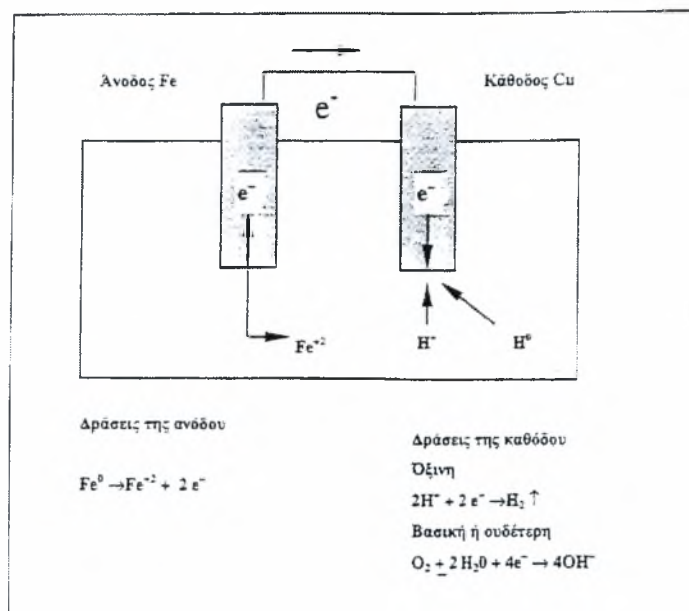 Άνοδος Fe
Κάθοδος Cu
e⁻
e⁻
e⁻
Fe⁺²
H⁺
H⁰
Δράσεις της ανόδου
Fe⁰ →Fe⁺² + 2 e⁻
Δράσεις της καθόδου
Όξινη
2H⁺ + 2 e⁻ →H₂ ↑
Βασική ή ουδέτερη
O₂ + 2 H₂0 + 4e⁻ → 4OH⁻